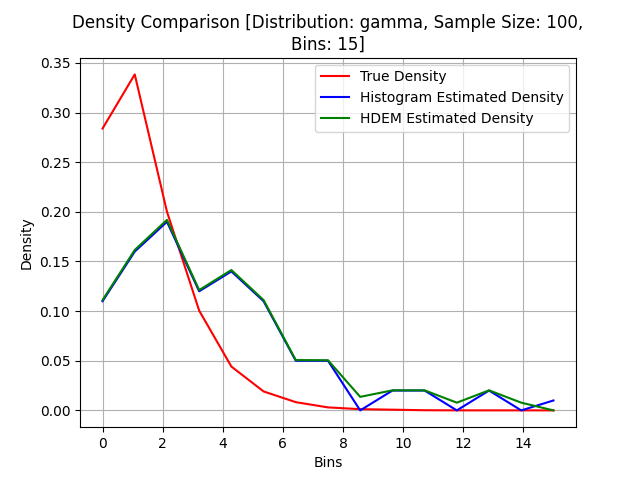 Density Comparison [Distribution: gamma, Sample Size: 100,
Bins: 15]
True Density
Histogram Estimated Density
HDEM Estimated Density
Density
0.35
0.30
0.25
0.20
0.15
0.10
0.05
0.00
0 2 4 6 8 10 12 14
Bins